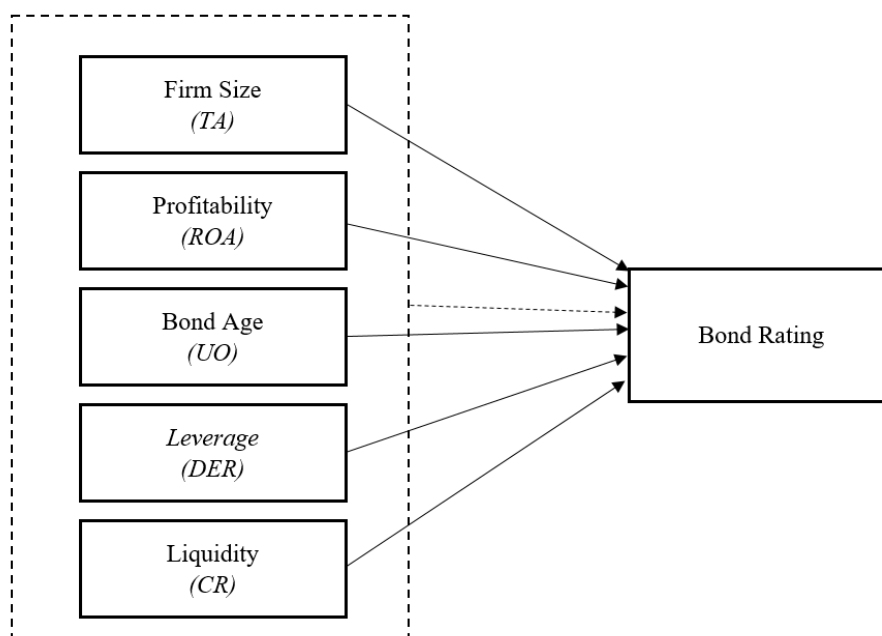 Firm Size
(TA)
Profitability
(ROA)
Bond Age
(UO)
Leverage
(DER)
Liquidity
(CR)
Bond Rating